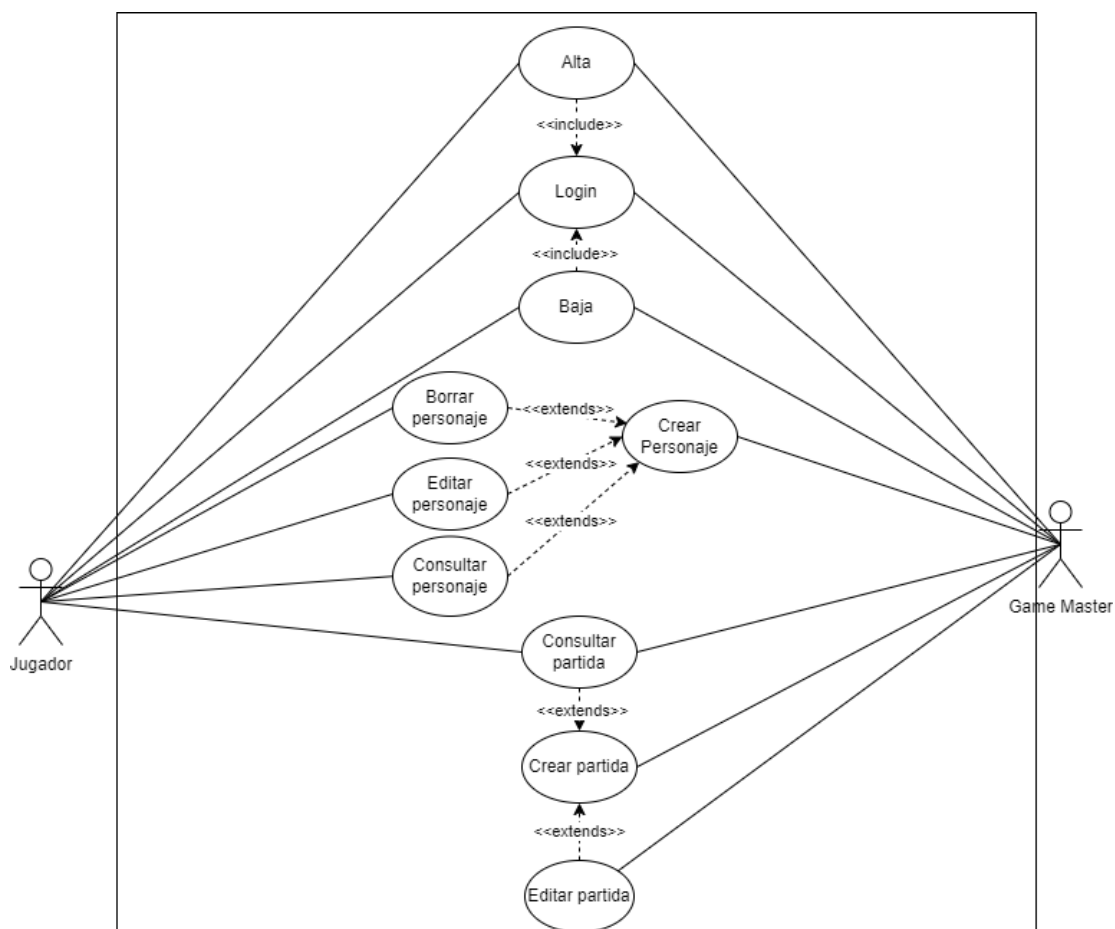 Alta
<<include>>
Login
<<include>>
Baja
Borrar
personaje
<<extends>>
Crear
Personaje
Editar
personaje
<<extends>>
<<extends>>
Consultar
personaje
Jugador
Game Master
Consultar
partida
<<extends>>
Crear partida
<<extends>>
Editar partida